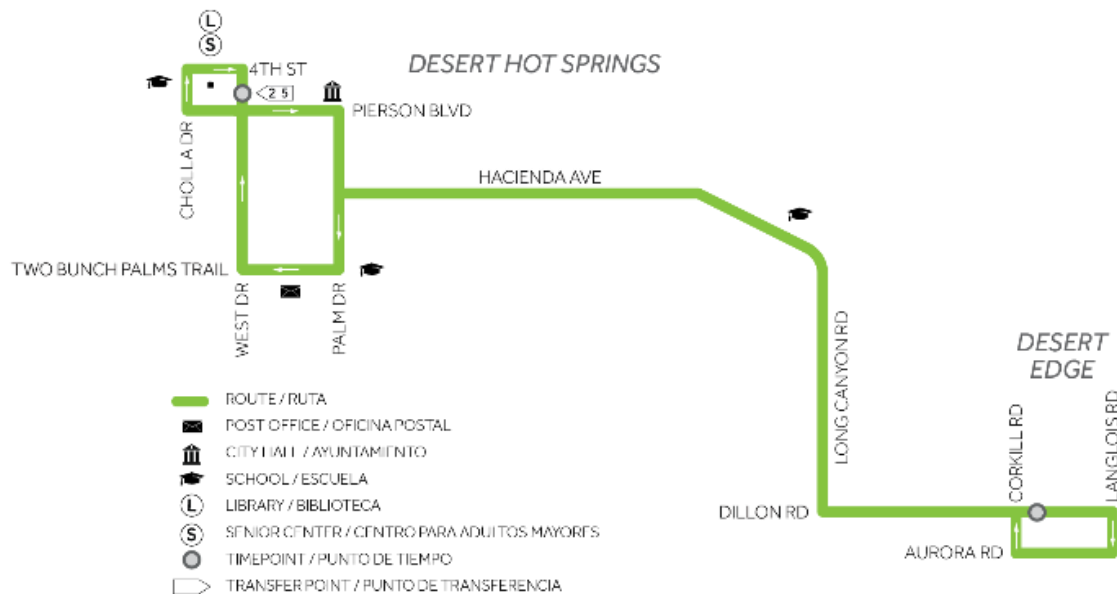 L
S
4TH ST
DESERT HOT SPRINGS
2 5
PIERSON BLVD
CHOLLA DR
HACIENDA AVE
TWO BUNCH PALMS TRAIL
WEST DR
PALM DR
LONG CANYON RD
DESERT
EDGE
CORKILL RD
LANGLOIS RD
DILLON RD
AURORA RD
ROUTE / RUTA
POST OFFICE / OFICINA POSTAL
CITY HALL / AYUNTAMIENTO
SCHOOL / ESCUELA
L LIBRARY / BIBLIOTECA
S SENIOR CENTER / CENTRO PARA ADULTOS MAYORES
TIMEPOINT / PUNTO DE TIEMPO
TRANSFER POINT / PUNTO DE TRANSFERENCIA